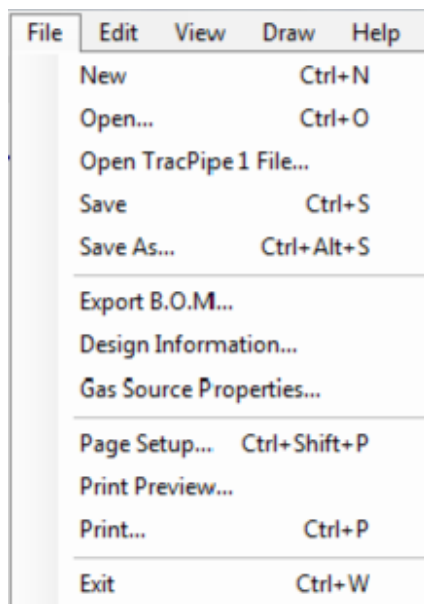 File Edit View Draw Help
New Ctrl+N
Open... Ctrl+O
Open TracPipe 1 File...
Save Ctrl+S
Save As... Ctrl+Alt+S
Export B.O.M...
Design Information...
Gas Source Properties...
Page Setup... Ctrl+Shift+P
Print Preview...
Print... Ctrl+P
Exit Ctrl+W